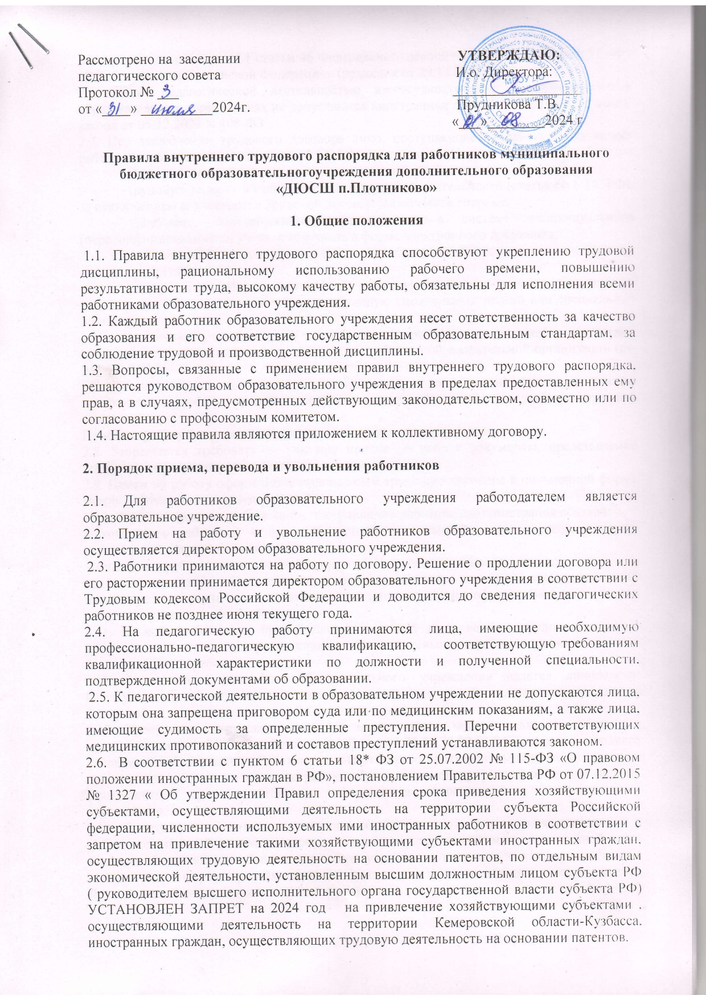 Рассмотрено на заседании
педагогического совета
Протокол № 3
от «31» июля 2024г.
УТВЕРЖДАЮ:
И.о. Директора:
Прудникова Т.В.
«01» 08 2024 г
МБОУ ДО
«ДЮСШ
п. Плотниково»
Правила внутреннего трудового распорядка для работников муниципального
бюджетного образовательногоучреждения дополнительного образования
«ДЮСШ п.Плотниково»
1. Общие положения
1.1. Правила внутреннего трудового распорядка способствуют укреплению трудовой
дисциплины, рациональному использованию рабочего времени, повышению
результативности труда, высокому качеству работы, обязательны для исполнения всеми
работниками образовательного учреждения.
1.2. Каждый работник образовательного учреждения несет ответственность за качество
образования и его соответствие государственным образовательным стандартам, за
соблюдение трудовой и производственной дисциплины.
1.3. Вопросы, связанные с применением правил внутреннего трудового распорядка,
решаются руководством образовательного учреждения в пределах предоставленных ему
прав, а в случаях, предусмотренных действующим законодательством, совместно или по
согласованию с профсоюзным комитетом.
1.4. Настоящие правила являются приложением к коллективному договору.
2. Порядок приема, перевода и увольнения работников
2.1. Для работников образовательного учреждения работодателем является
образовательное учреждение.
2.2. Прием на работу и увольнение работников образовательного учреждения
осуществляется директором образовательного учреждения.
2.3. Работники принимаются на работу по договору. Решение о продлении договора или
его расторжении принимается директором образовательного учреждения в соответствии с
Трудовым кодексом Российской Федерации и доводится до сведения педагогических
работников не позднее июня текущего года.
2.4. На педагогическую работу принимаются лица, имеющие необходимую
профессионально-педагогическую квалификацию, соответствующую требованиям
квалификационной характеристики по должности и полученной специальности,
подтвержденной документами об образовании.
2.5. К педагогической деятельности в образовательном учреждении не допускаются лица,
которым она запрещена приговором суда или по медицинским показаниям, а также лица,
имеющие судимость за определенные преступления. Перечни соответствующих
медицинских противопоказаний и составов преступлений устанавливаются законом.
2.6. В соответствии с пунктом 6 статьи 18* ФЗ от 25.07.2002 № 115-ФЗ «О правовом
положении иностранных граждан в РФ», постановлением Правительства РФ от 07.12.2015
№ 1327 « Об утверждении Правил определения срока приведения хозяйствующими
субъектами, осуществляющими деятельность на территории субъекта Российской
федерации, численности используемых ими иностранных работников в соответствии с
запретом на привлечение такими хозяйствующими субъектами иностранных граждан,
осуществляющих трудовую деятельность на основании патентов, по отдельным видам
экономической деятельности, установленным высшим должностным лицом субъекта РФ
( руководителем высшего исполнительного органа государственной власти субъекта РФ)
УСТАНОВЛЕН ЗАПРЕТ на 2024 год на привлечение хозяйствующими субъектами ,
осуществляющими деятельность на территории Кемеровской области-Кузбасса,
иностранных граждан, осуществляющих трудовую деятельность на основании патентов.